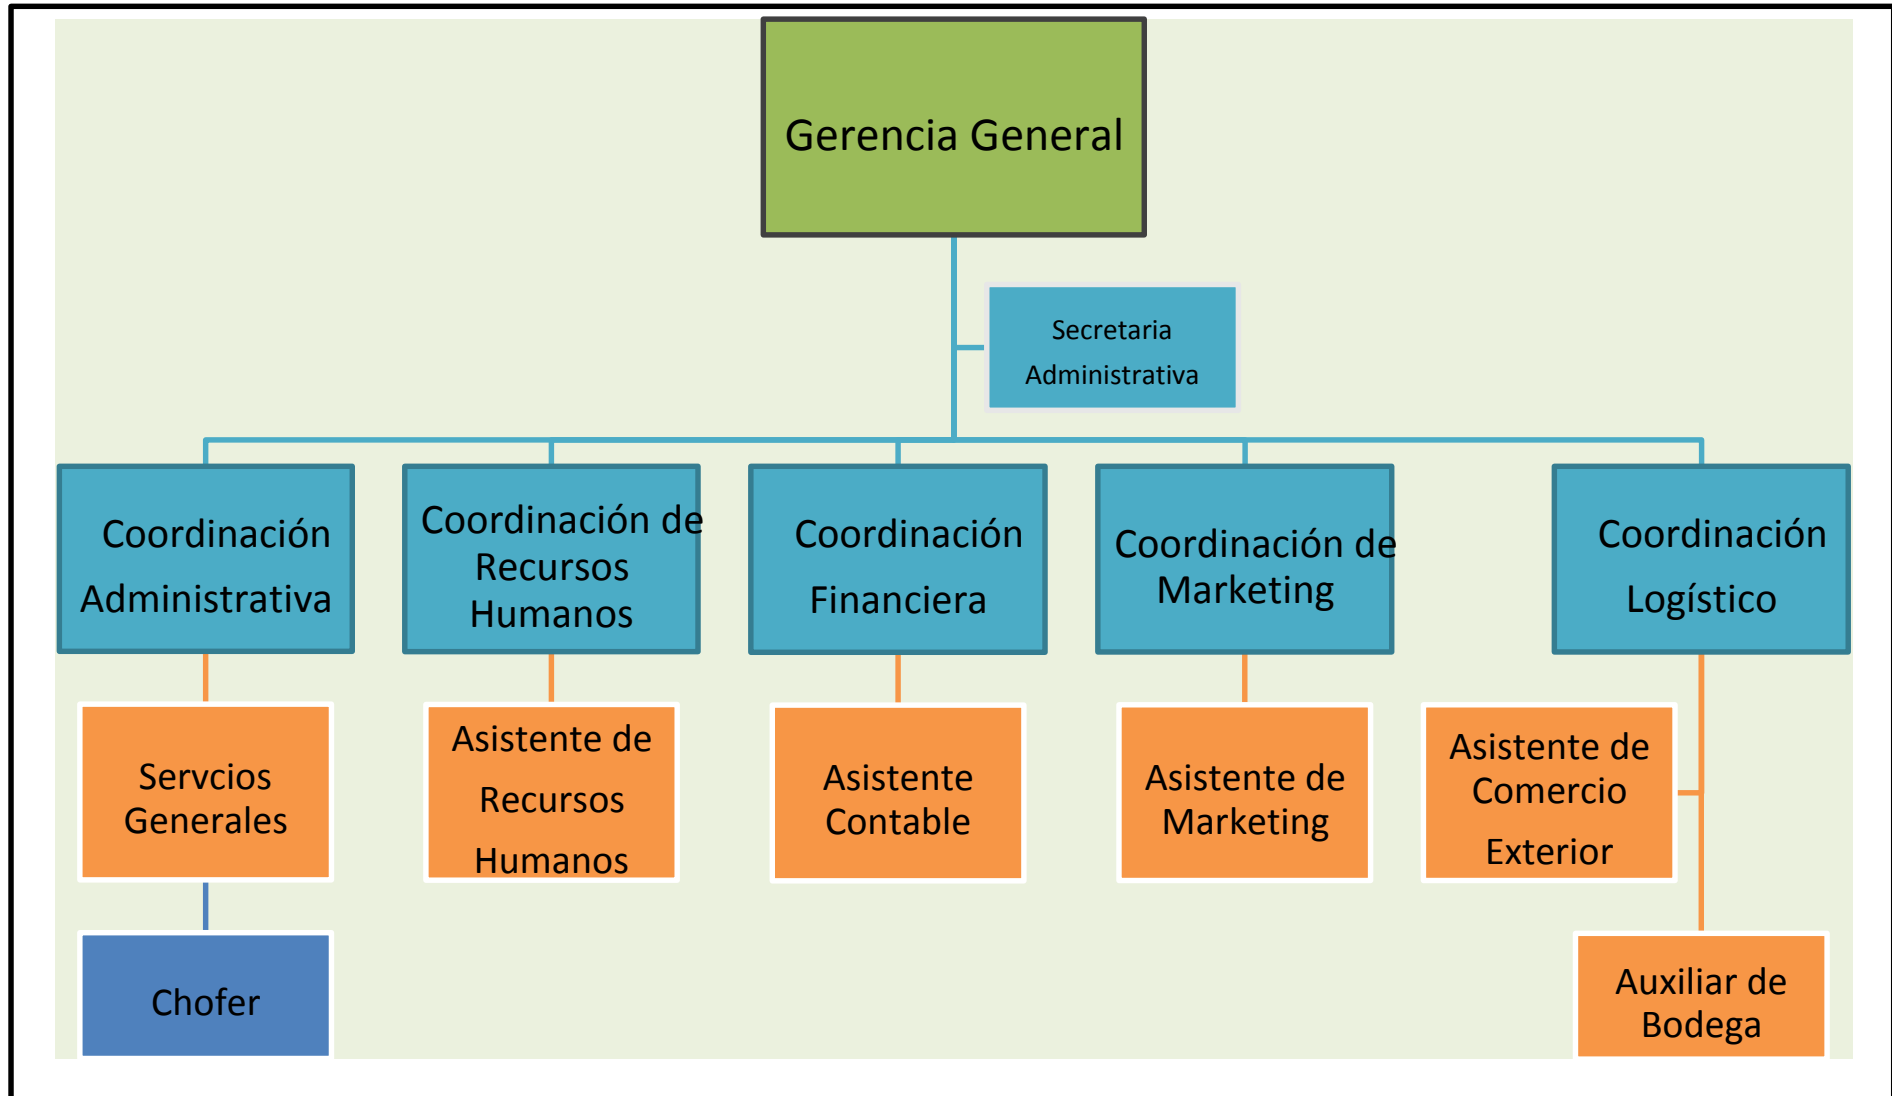 Gerencia General
Secretaria
Administrativa
Coordinación
Administrativa
Coordinación de
Recursos
Humanos
Coordinación
Financiera
Coordinación de
Marketing
Coordinación
Logístico
Servcios
Generales
Asistente de
Recursos
Humanos
Asistente
Contable
Asistente de
Marketing
Asistente de
Comercio
Exterior
Chofer
Auxiliar de
Bodega